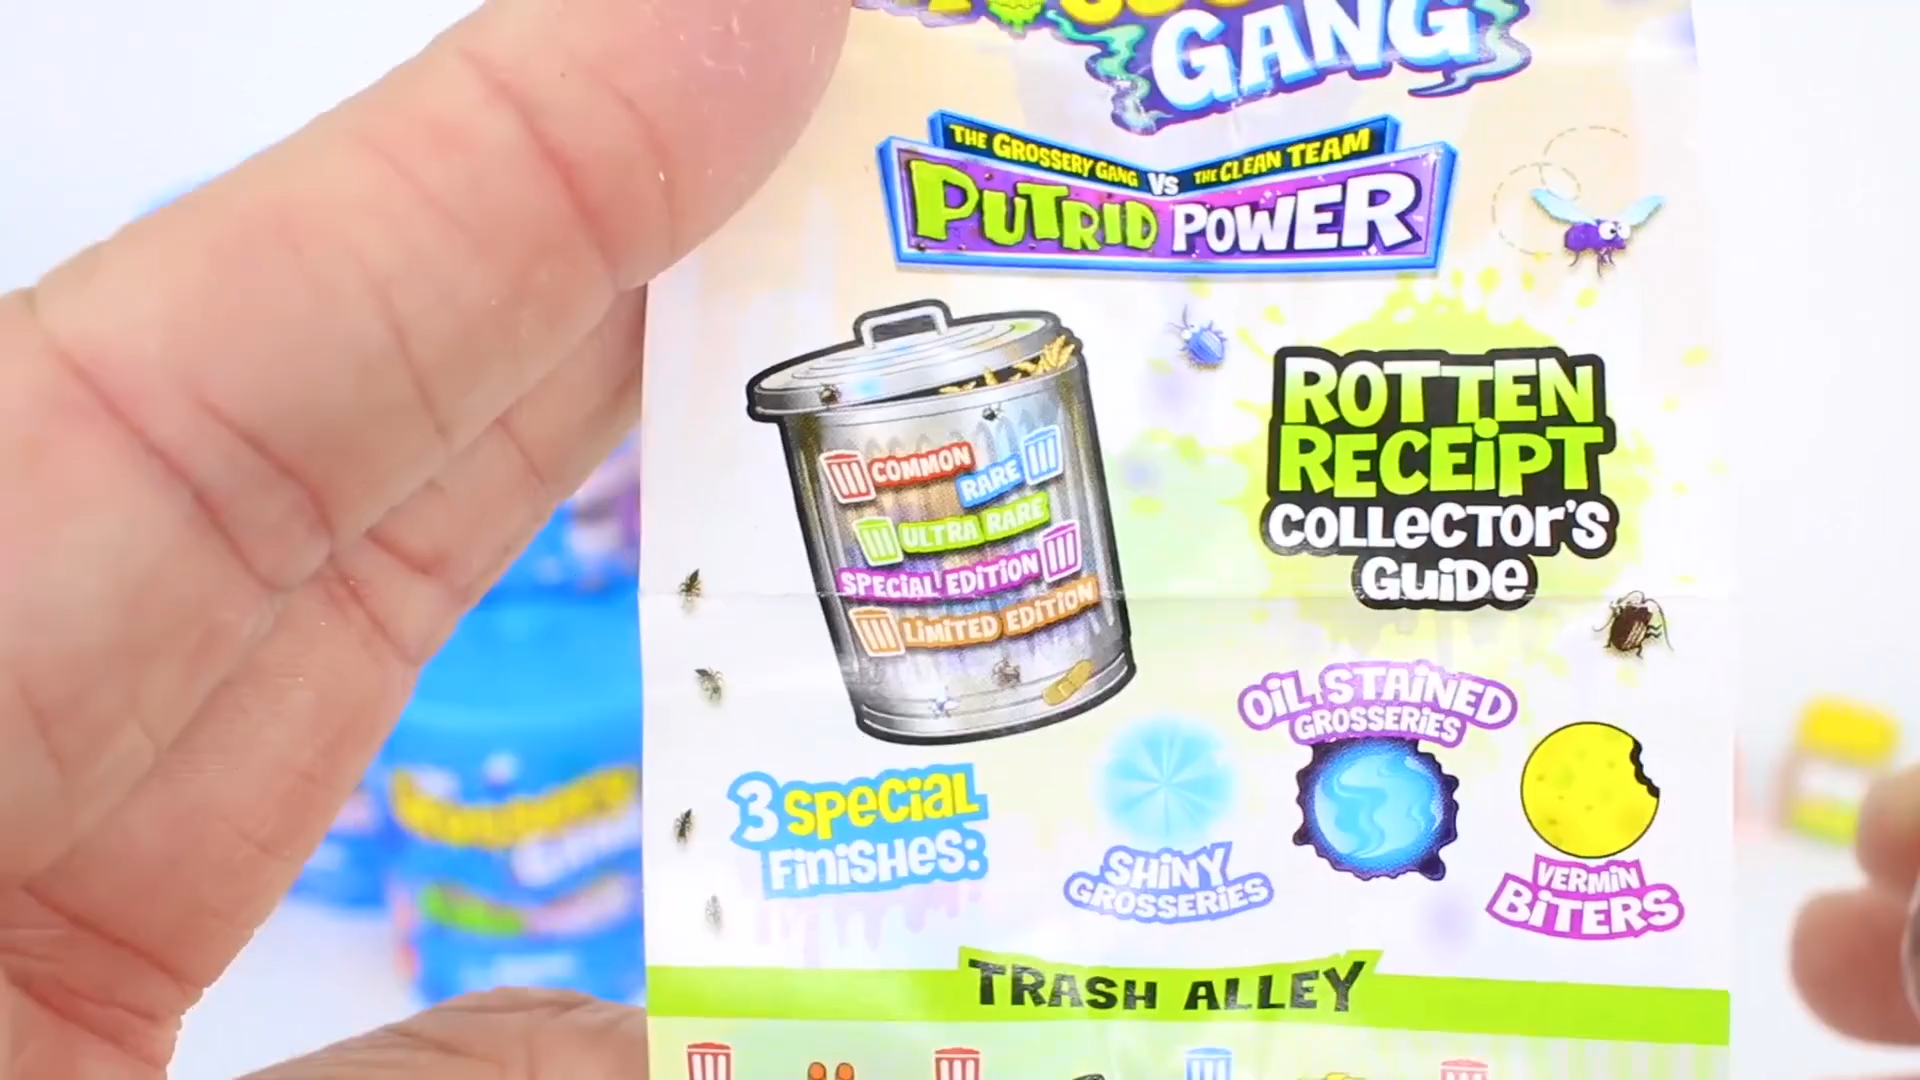 GANG
THE GROSSERY GANG VS THE CLEAN TEAM
PUTRID POWER
COMMON
RARE
ULTRA RARE
SPECIAL EDITION
LIMITED EDITION
ROTTEN
RECEIPT
COLLECTOR'S
GUIDE
3 SPECIAL
FINISHES:
SHINY
GROSSERIES
OIL STAINED
GROSSERIES
VERMIN
BITERS
TRASH ALLEY